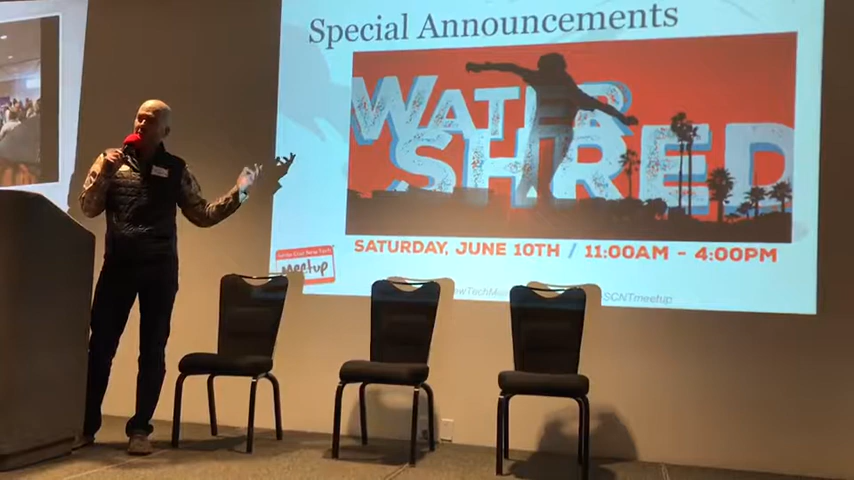 Special Announcements
WATER
SHRED
SATURDAY, JUNE 10TH / 11:00AM - 4:00PM
meetup
SCNTmeetup